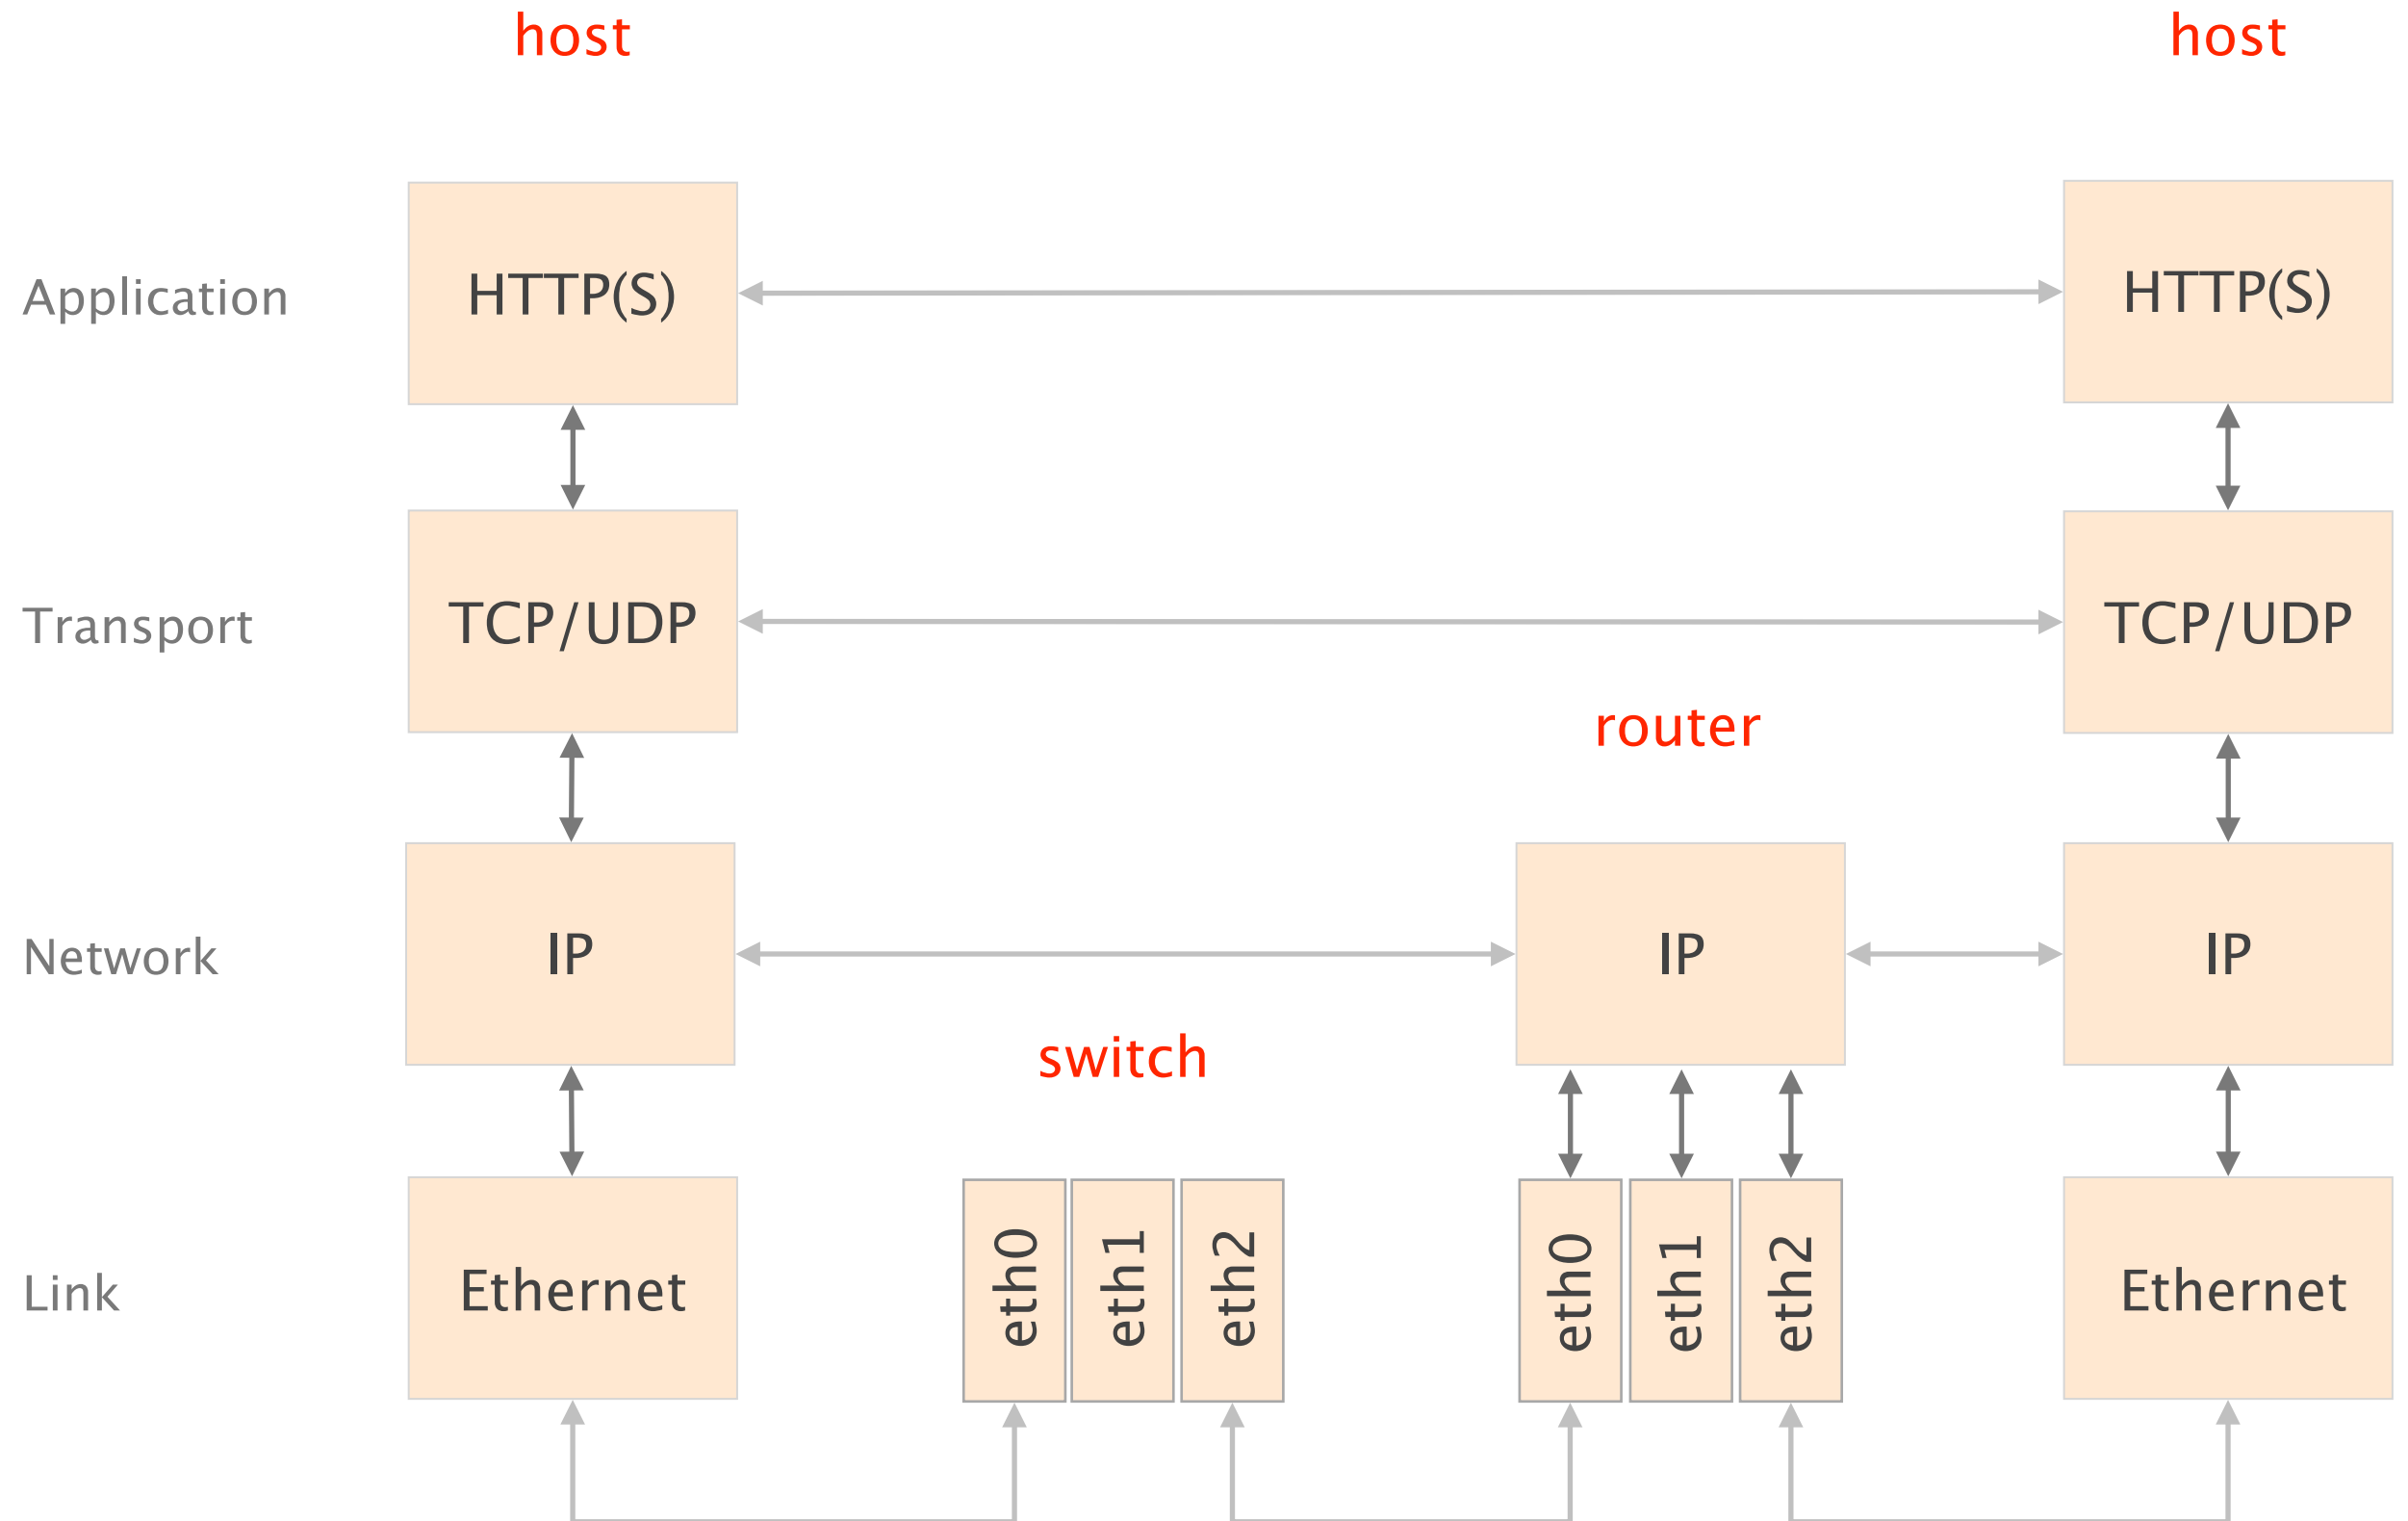 host
host
Application
HTTP(S)
HTTP(S)
Transport
TCP/UDP
TCP/UDP
router
Network
IP
IP
IP
switch
Link
Ethernet
eth0
eth1
eth2
eth0
eth1
eth2
Ethernet